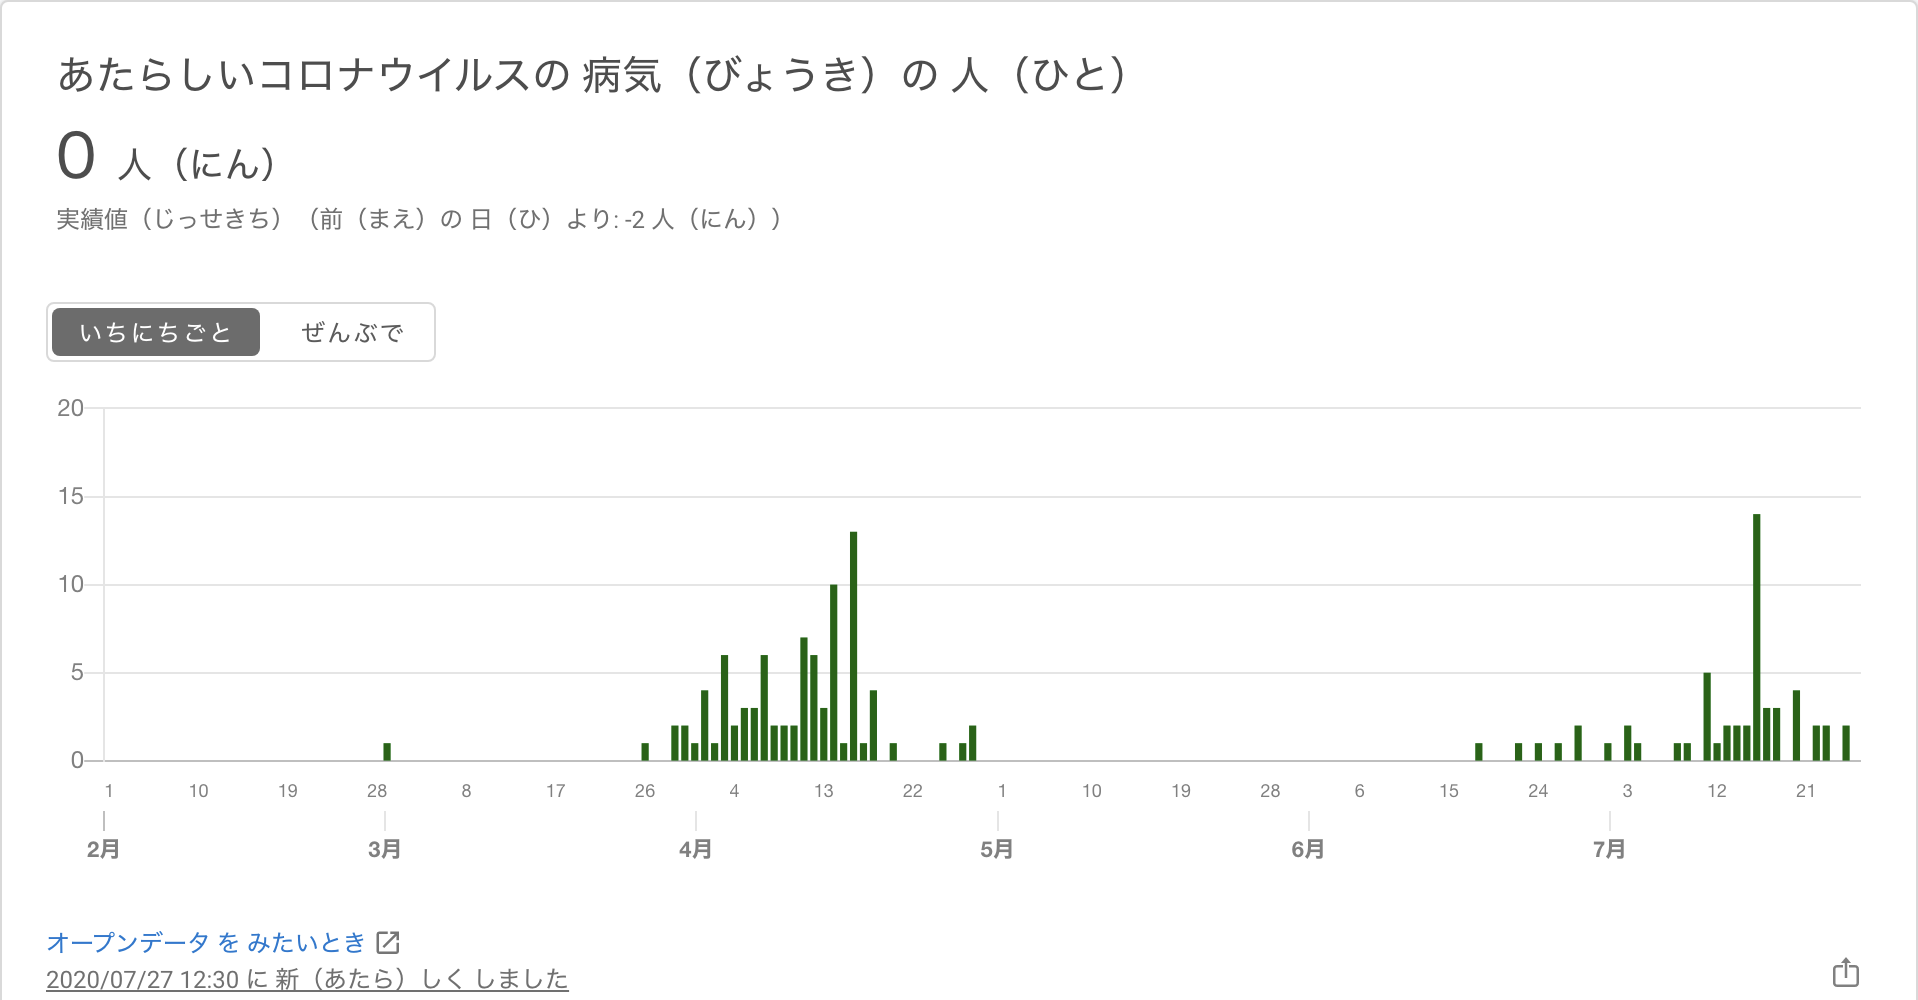 あたらしいコロナウイルスの 病気（びょうき）の 人（ひと）
0 人（にん）
実績値（じっせきち）（前（まえ）の 日（ひ）より: -2 人（にん））
いちにちごと ぜんぶで
20
15
10
5
0
1 10 19 28 8 17 26 4 13 22 1 10 19 28 6 15 24 3 12 21
2月 3月 4月 5月 6月 7月
オープンデータ を みたいとき
2020/07/27 12:30 に 新（あたら）しく しました